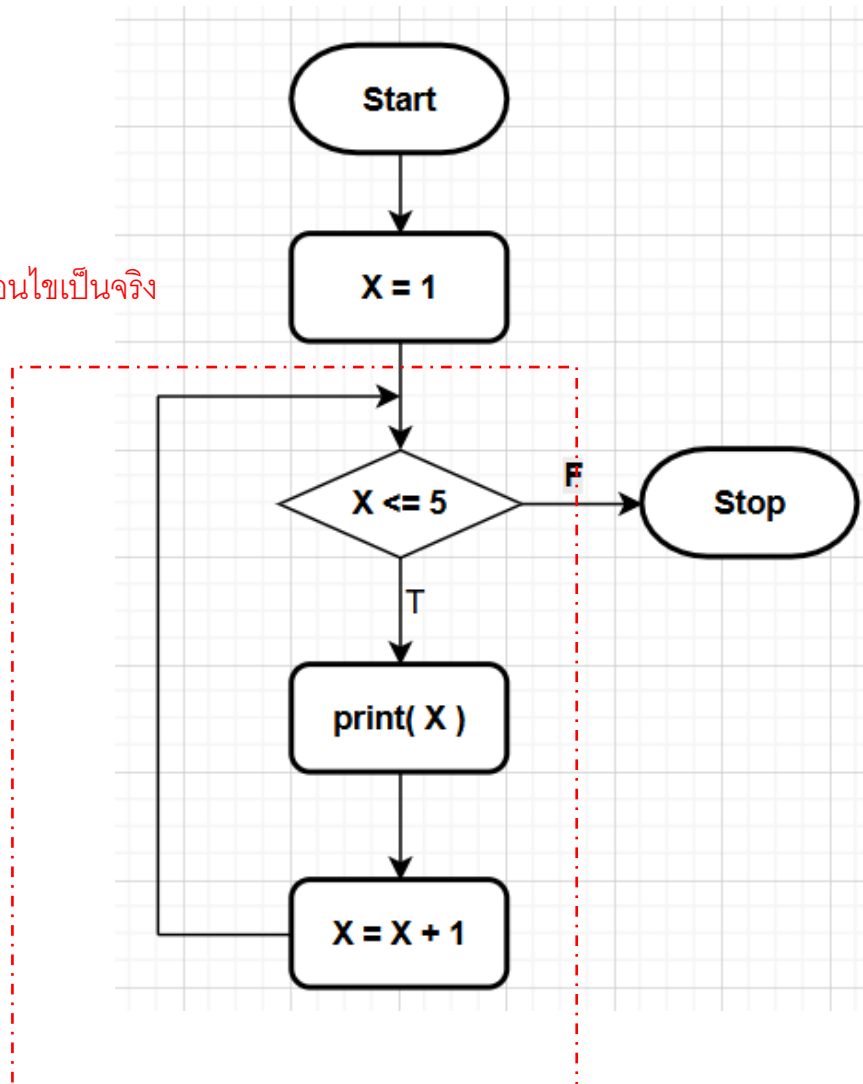 Start
X = 1
นไขเป็นจริง
X <= 5
F
Stop
T
print( X )
X = X + 1